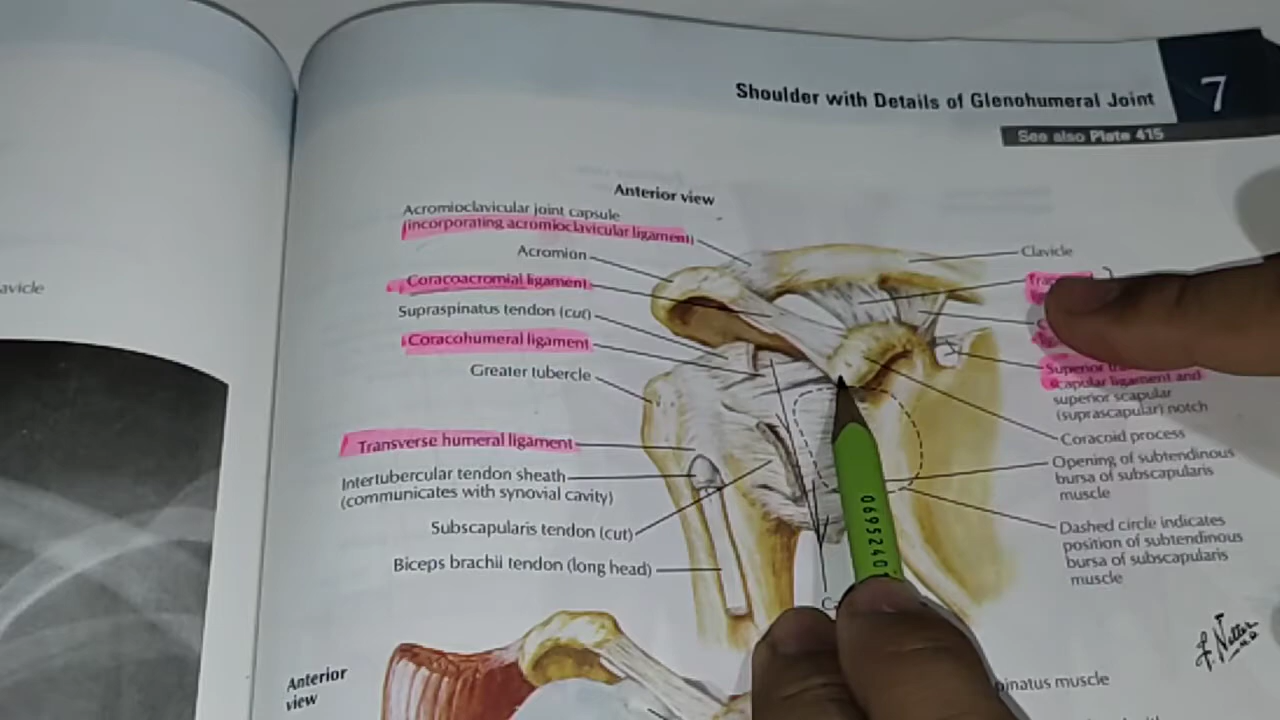 Shoulder with Details of Glenohumeral Joint
7
See also Plate 415
Anterior view
Acromioclavicular joint capsule
(incorporating acromioclavicular ligament)
Acromion
Coracoacromial ligament
Supraspinatus tendon (cut)
Coracohumeral ligament
Greater tubercle
Transverse humeral ligament
Intertubercular tendon sheath
(communicates with synovial cavity)
Subscapularis tendon (cut)
Biceps brachii tendon (long head)
Clavicle
Superior
scapular ligament and
superior scapular
(suprascapular) notch
Coracoid process
Opening of subtendinous
bursa of subscapularis
muscle
Dashed circle indicates
position of subtendinous
bursa of subscapularis
muscle
avicle
0695240
Anterior
view
pinatus muscle